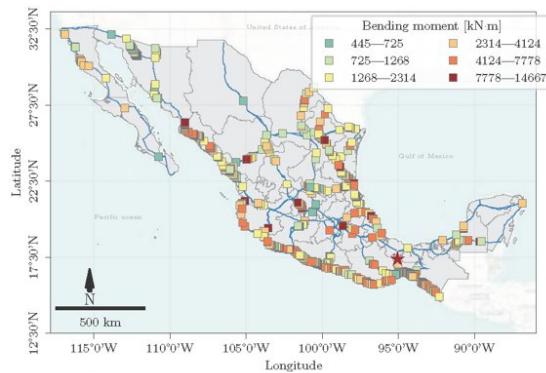 United States of
Bending moment [kN·m]
445—725
725—1268
1268—2314
2314—4124
4124—7778
7778—14667
Gulf of Mexico
Pacific ocean
N
500 km
32°30'N
27°30'N
22°30'N
17°30'N
12°30'N
Latitude
115°0'W 110°0'W 105°0'W 100°0'W 95°0'W 90°0'W
Longitude